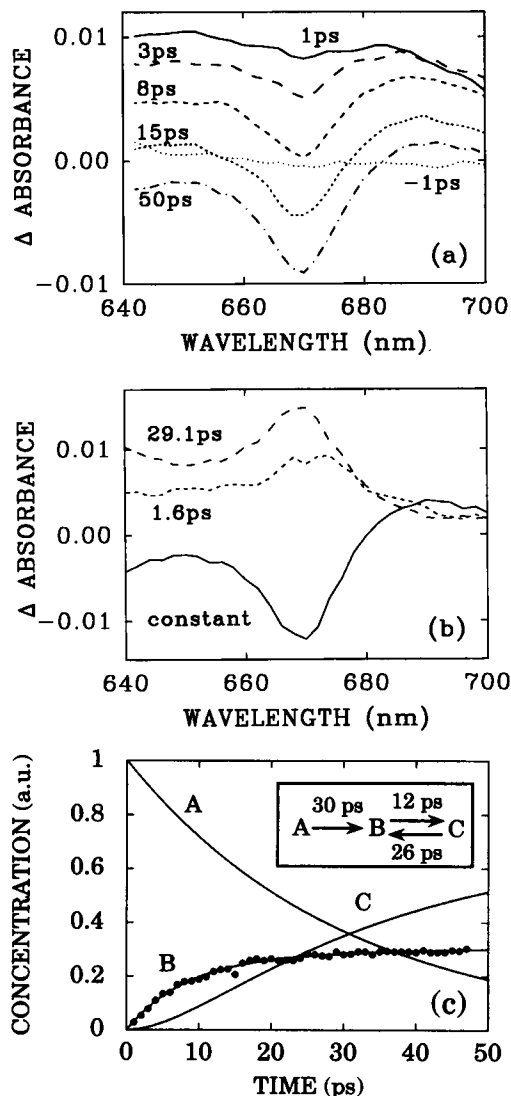 0.01
1ps
3ps
8ps
15ps
0.00
-1ps
50ps
-0.01
(a)
640 660 680 700
WAVELENGTH (nm)
Δ ABSORBANCE
29.1ps
0.01
1.6ps
0.00
constant
-0.01
(b)
640 660 680 700
WAVELENGTH (nm)
Δ ABSORBANCE
1
0.8
0.6
0.4
0.2
0
A
30 ps 12 ps
A B C
26 ps
C
B
(c)
0 10 20 30 40 50
TIME (ps)
CONCENTRATION (a.u.)